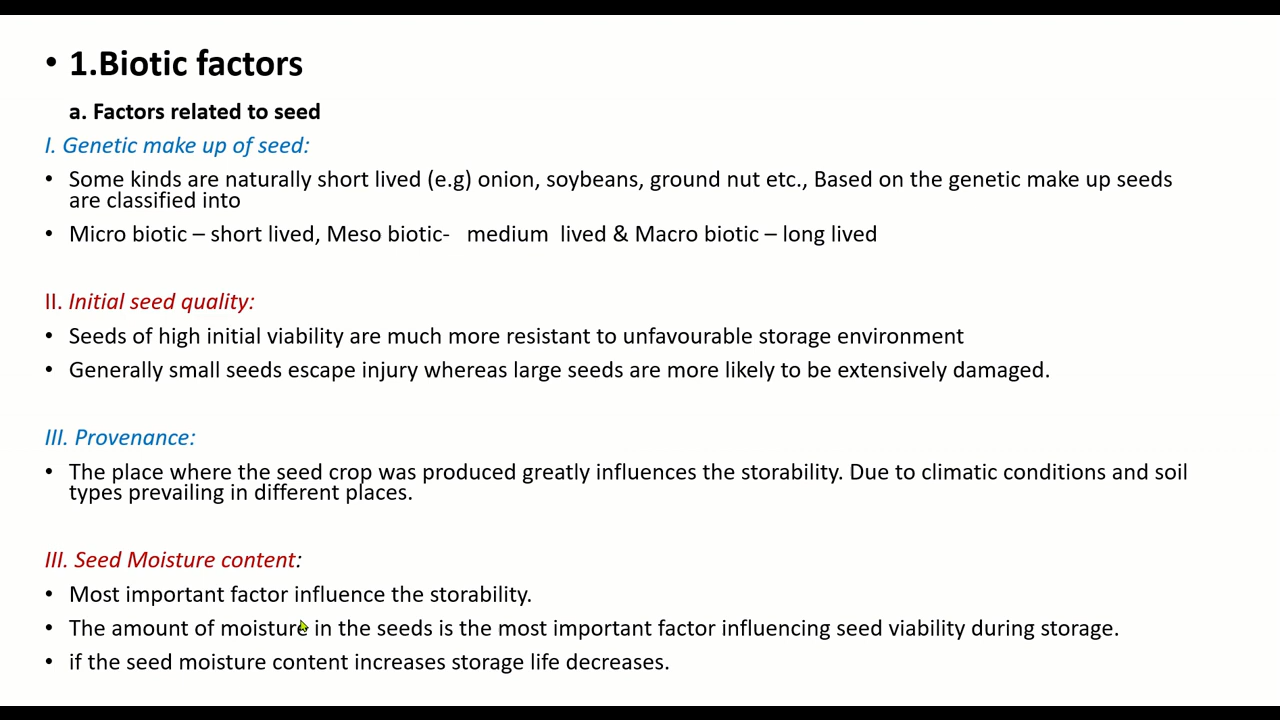 • 1.Biotic factors
a. Factors related to seed
I. Genetic make up of seed:
• Some kinds are naturally short lived (e.g) onion, soybeans, ground nut etc., Based on the genetic make up seeds
are classified into
• Micro biotic – short lived, Meso biotic-   medium  lived & Macro biotic – long lived
II. Initial seed quality:
• Seeds of high initial viability are much more resistant to unfavourable storage environment
• Generally small seeds escape injury whereas large seeds are more likely to be extensively damaged.
III. Provenance:
• The place where the seed crop was produced greatly influences the storability. Due to climatic conditions and soil
types prevailing in different places.
III. Seed Moisture content:
• Most important factor influence the storability.
• The amount of moisture in the seeds is the most important factor influencing seed viability during storage.
• if the seed moisture content increases storage life decreases.